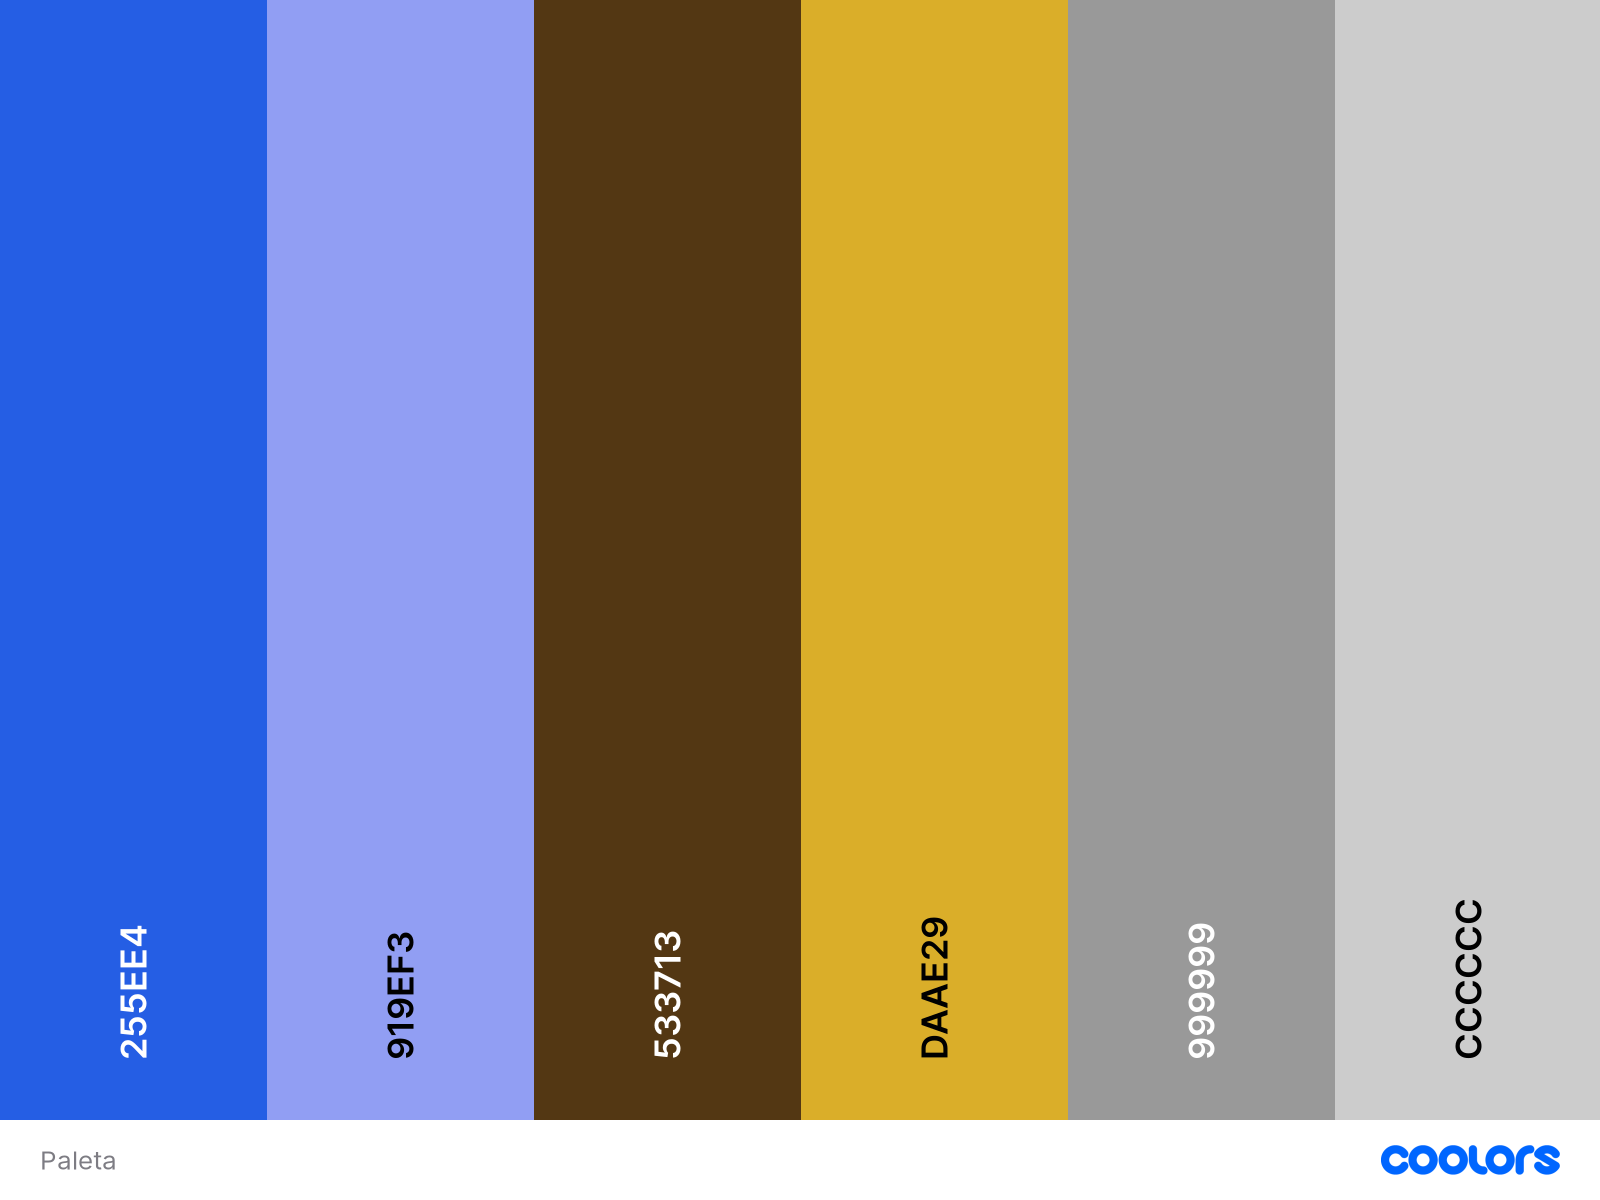 255EE4
919EF3
533713
DAAE29
999999
CCCCCC
Paleta
coolors